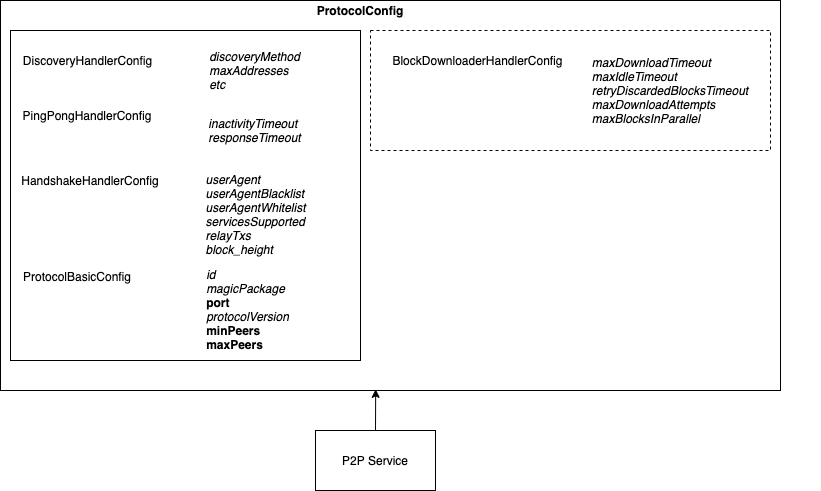 ProtocolConfig
DiscoveryHandlerConfig
discoveryMethod
maxAddresses
etc
PingPongHandlerConfig
inactivityTimeout
responseTimeout
HandshakeHandlerConfig
userAgent
userAgentBlacklist
userAgentWhitelist
servicesSupported
relayTxs
block_height
ProtocolBasicConfig
id
magicPackage
port
protocolVersion
minPeers
maxPeers
BlockDownloaderHandlerConfig
maxDownloadTimeout
maxIdleTimeout
retryDiscardedBlocksTimeout
maxDownloadAttempts
maxBlocksInParallel
P2P Service